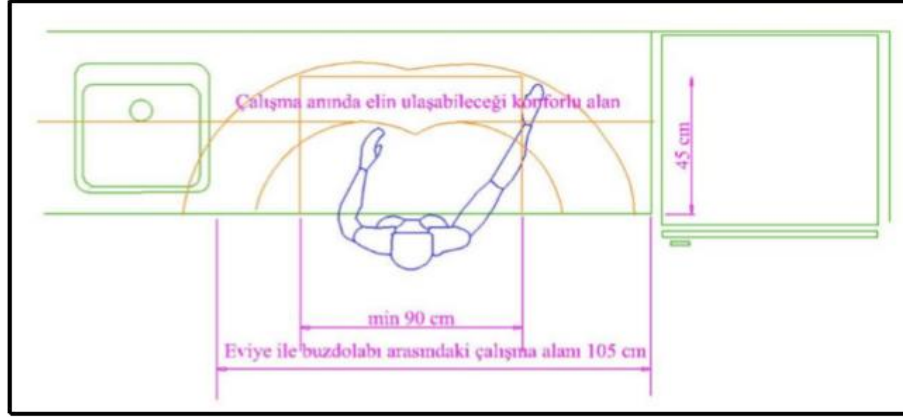 Çalışma anında elin ulaşabileceği konforlu alan
45 cm
min 90 cm
Eviye ile buzdolabı arasındaki çalışma alanı 105 cm